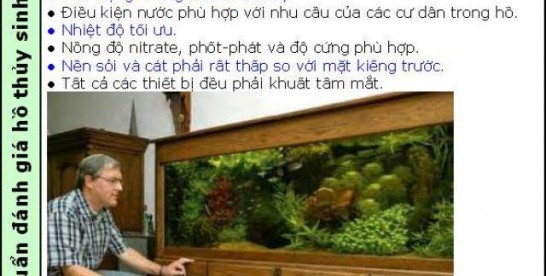 ● Điều kiện nước phù hợp với nhu cầu của các cư dân trong hồ.
● Nhiệt độ tối ưu.
● Nồng độ nitrate, phốt-phát và độ cứng phù hợp.
● Nền sỏi và cát phải rất thấp so với mặt kiếng trước.
● Tất cả các thiết bị đều phải khuất tầm mắt.
đánh giá hồ thủy sinh